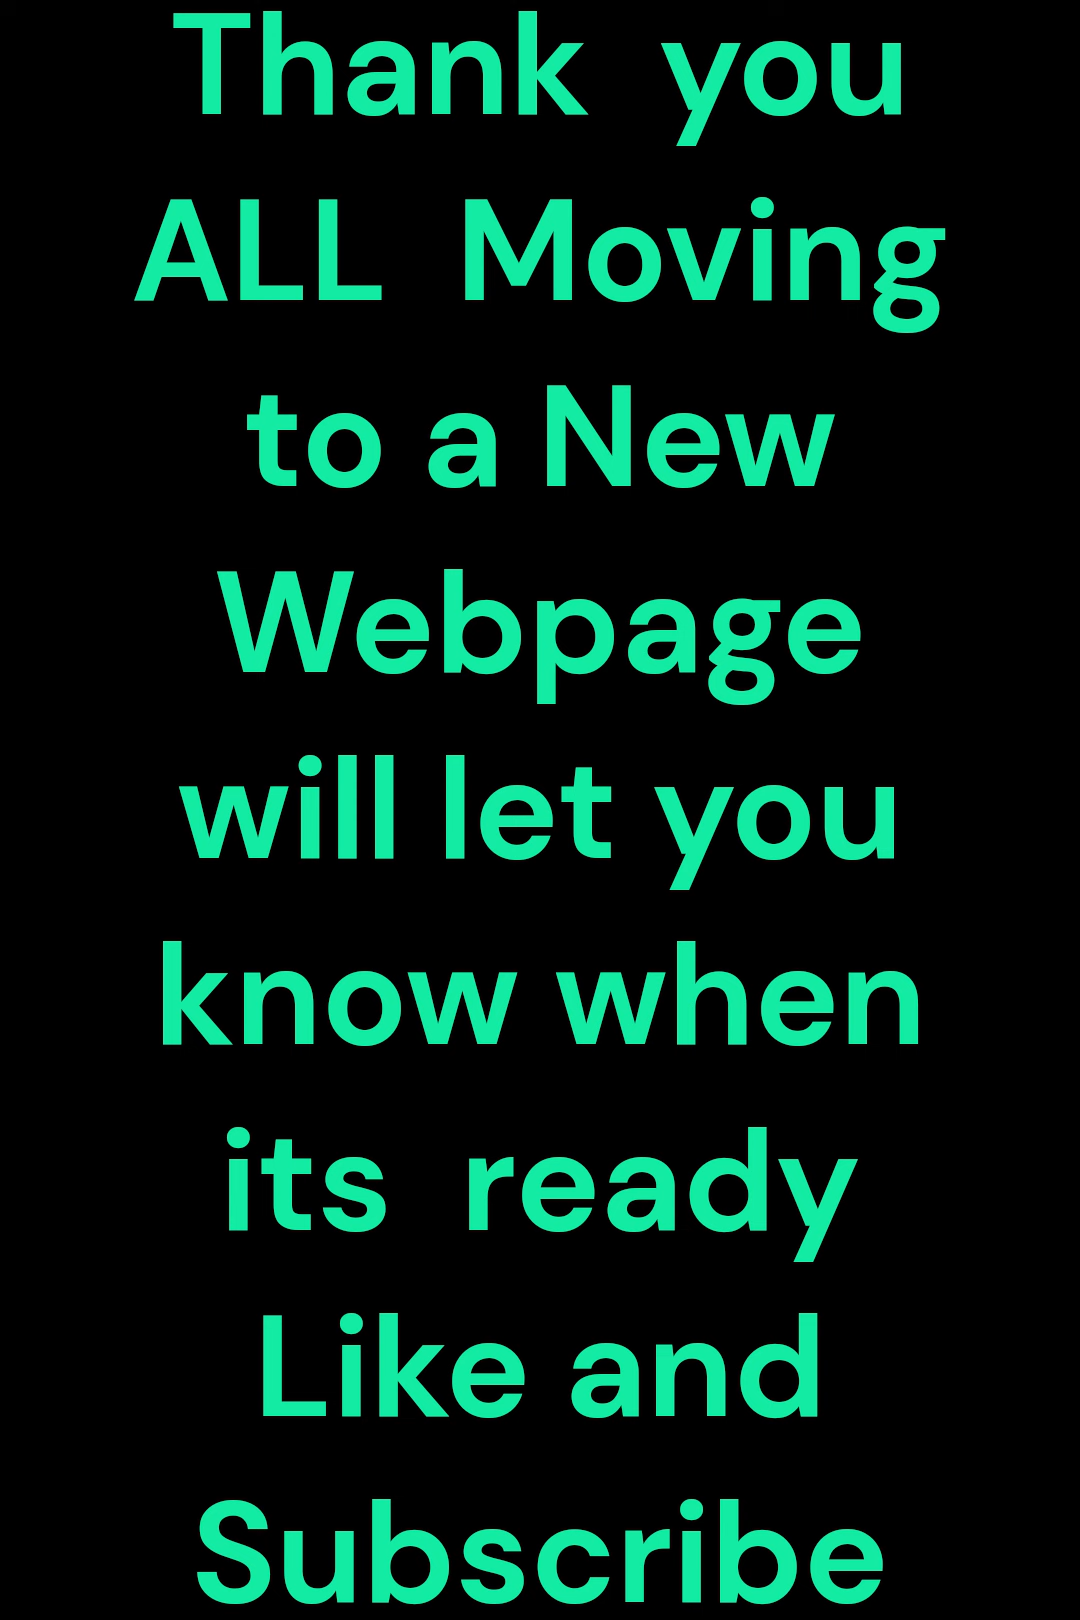 Thank you
ALL Moving
to a New
Webpage
will let you
know when
its ready
Like and
Subscribe